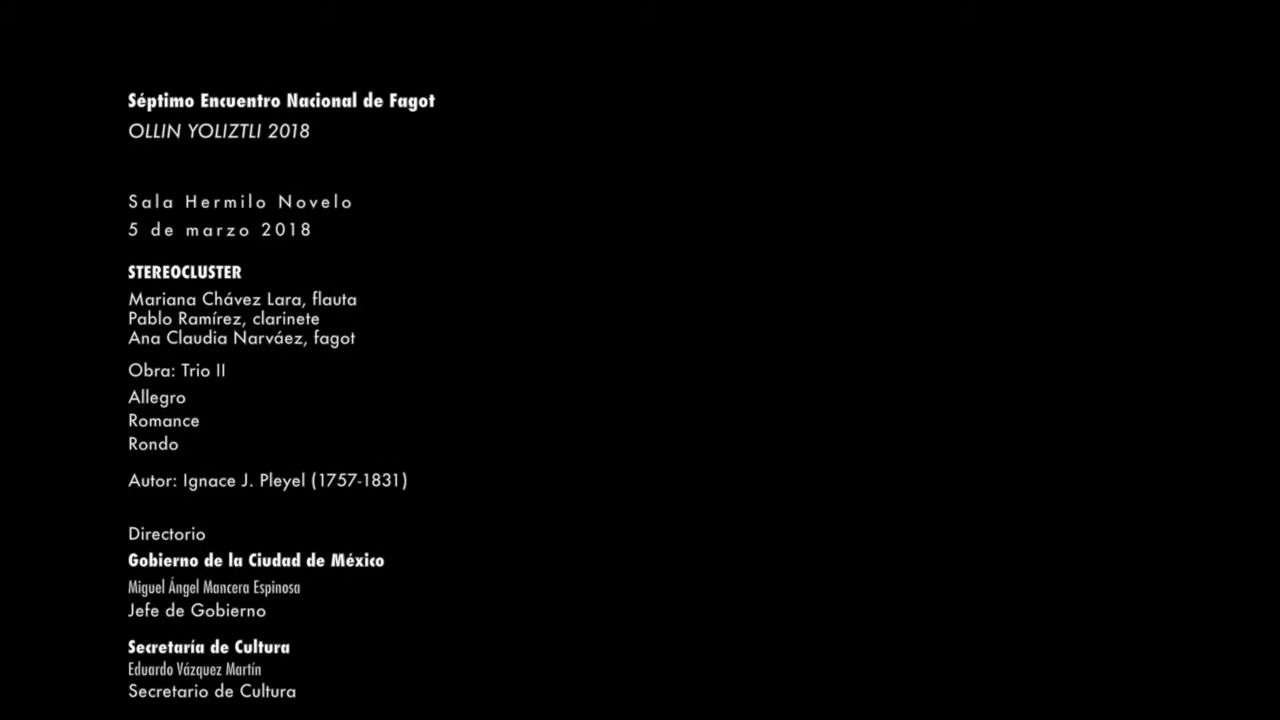 Séptimo Encuentro Nacional de Fagot
OLLIN YOLIZTLI 2018
Sala Hermilo Novelo
5 de marzo 2018
STEREOCLUSTER
Mariana Chávez Lara, flauta
Pablo Ramírez, clarinete
Ana Claudia Narváez, fagot
Obra: Trio II
Allegro
Romance
Rondo
Autor: Ignace J. Pleyel (1757-1831)
Directorio
Gobierno de la Ciudad de México
Miguel Ángel Mancera Espinosa
Jefe de Gobierno
Secretaría de Cultura
Eduardo Vázquez Martín
Secretario de Cultura